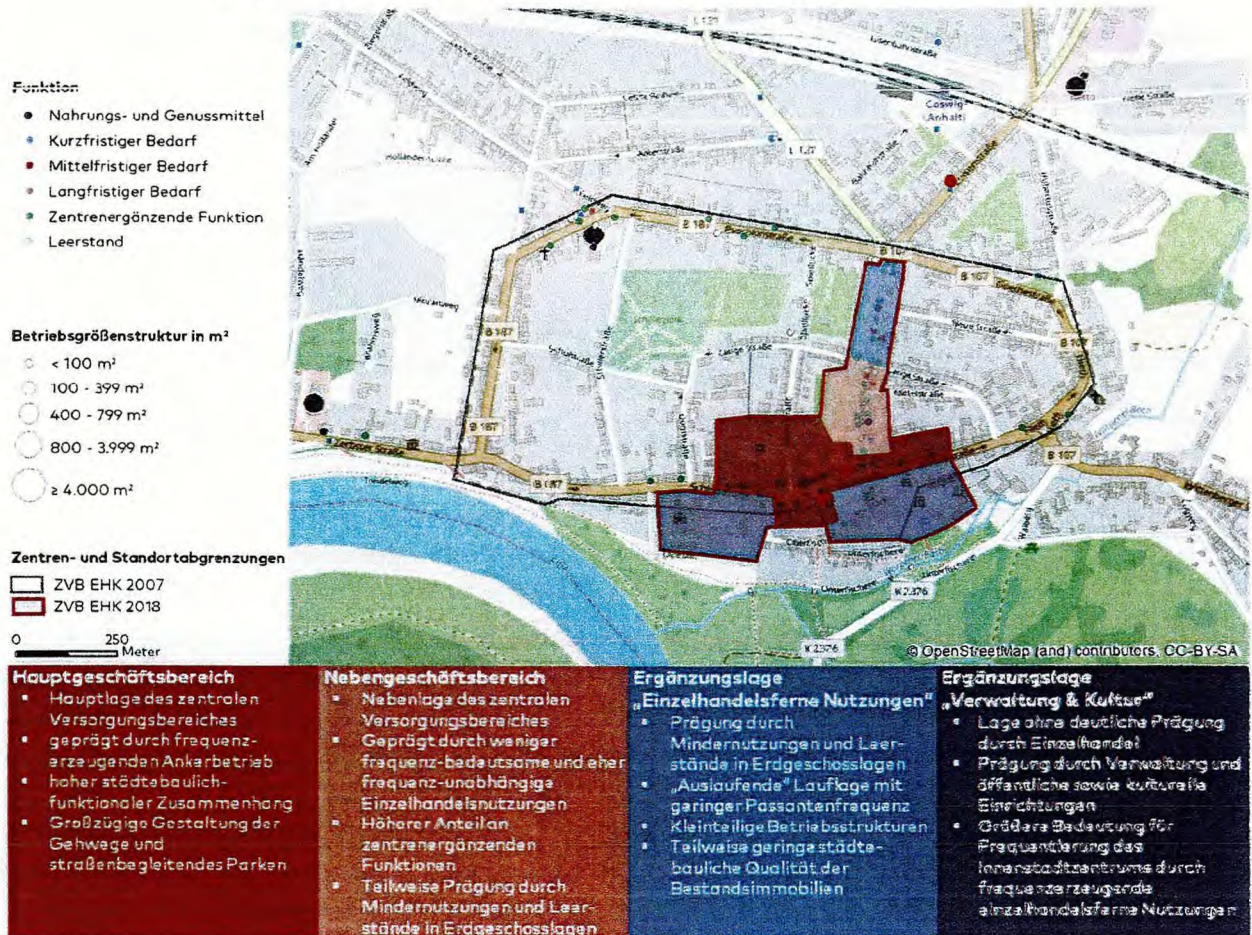 Funktion
Nahrungs- und Genussmittel
Kurzfristiger Bedarf
Mittelfristiger Bedarf
Langfristiger Bedarf
Zentrenergänzende Funktion
Leerstand
Betriebsgrößenstruktur in m²
< 100 m²
100 - 399 m²
400 - 799 m²
800 - 3.999 m²
≥ 4.000 m²
Zentren- und Standortabgrenzungen
ZVB EHK 2007
ZVB EHK 2018
0 250
Meter
L 121
Coswig
Anhalt
B 187
B 187
B 187
B 187
B 187
Lange Straße
Schulstraße
K 2376
K 2376
© OpenStreetMap (and) contributors, CC-BY-SA
Hauptgeschäftsbereich
▪ Hauptlage des zentralen
Versorgungsbereiches
▪ geprägt durch frequenz-
erzeugenden Ankerbetrieb
▪ hoher städtebaulich-
funktionaler Zusammenhang
▪ Großzügige Gestaltung der
Gehwege und
straßenbegleitendes Parken
Nebengeschäftsbereich
▪ Nebenlage des zentralen
Versorgungsbereiches
▪ Geprägt durch weniger
frequenz-bedeutsame und eher
frequenz-unabhängige
Einzelhandelsnutzungen
▪ Höherer Anteil an
zentrenergänzenden
Funktionen
▪ Teilweise Prägung durch
Mindernutzungen und Leer-
stände in Erdgeschosslagen
Ergänzungslage
„Einzelhandelsferne Nutzungen"
▪ Prägung durch
Mindernutzungen und Leer-
stände in Erdgeschosslagen
▪ „Auslaufende" Lauflage mit
geringer Passantenfrequenz
▪ Kleinteilige Betriebsstrukturen
▪ Teilweise geringe städte-
bauliche Qualität der
Bestandsimmobilien
Ergänzungslage
„Verwaltung & Kultur"
▪ Lage ohne deutliche Prägung
durch Einzelhandel
▪ Prägung durch Verwaltung und
öffentliche sowie kulturelle
Einrichtungen
▪ Größere Bedeutung für
Frequentierung des
Innenstadtzentrums durch
frequenzerzeugende
einzelhandelsferne Nutzungen